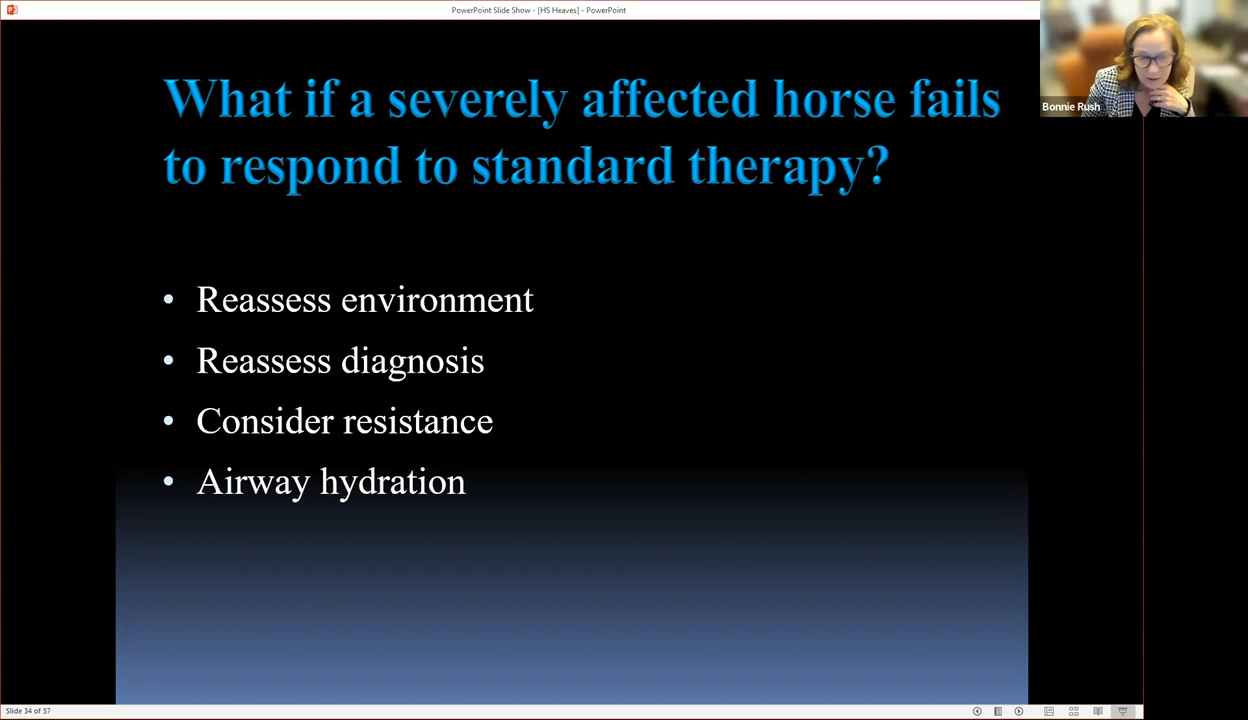 PowerPoint Slide Show - [HS Heaves] - PowerPoint
Bonnie Rush
What if a severely affected horse fails
to respond to standard therapy?
• Reassess environment
• Reassess diagnosis
• Consider resistance
• Airway hydration
Slide 34 of 57